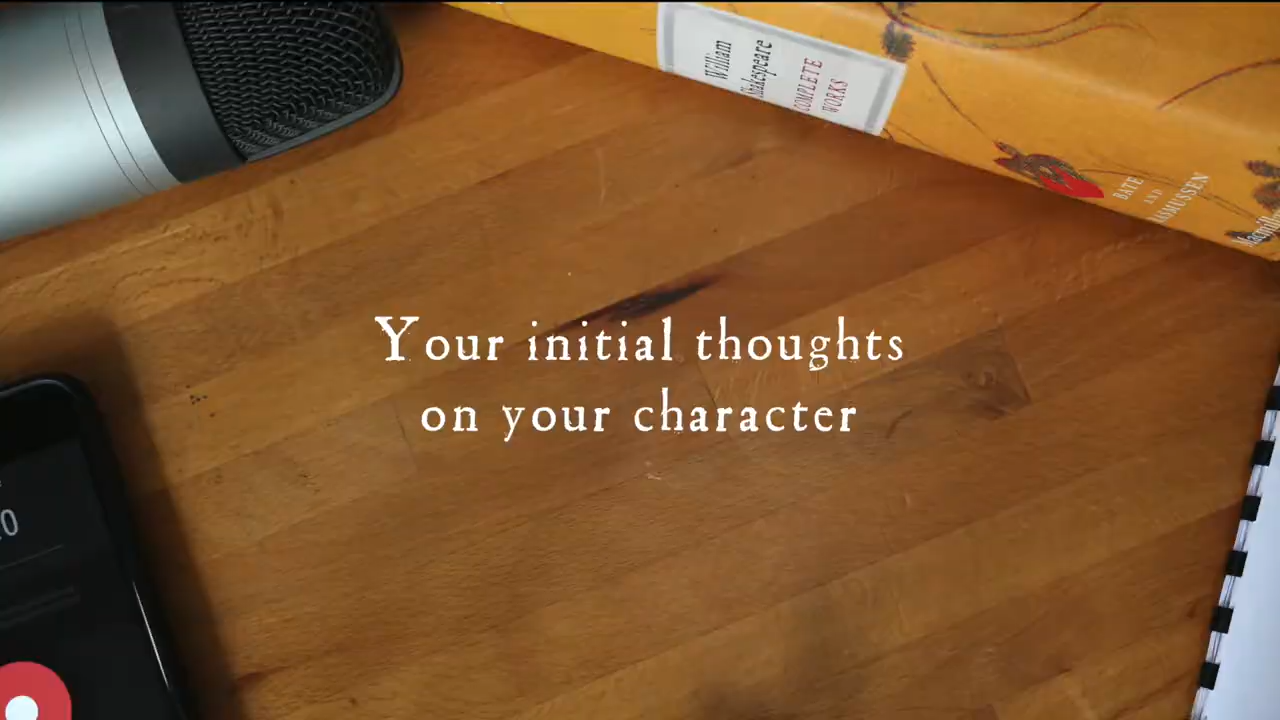 William
Shakespeare
COMPLETE
WORKS
BATE
AND
RASMUSSEN
Your initial thoughts
on your character